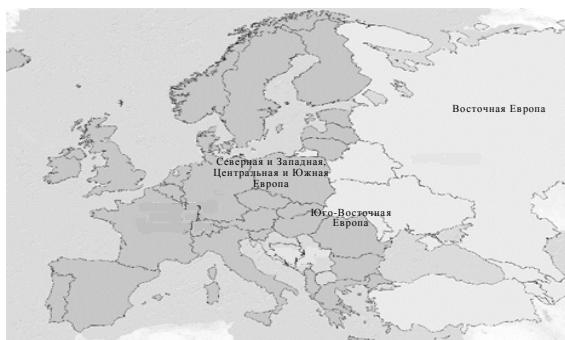 Восточная Европа
Северная и Западная,
Центральная и Южная
Европа
Юго-Восточная
Европа